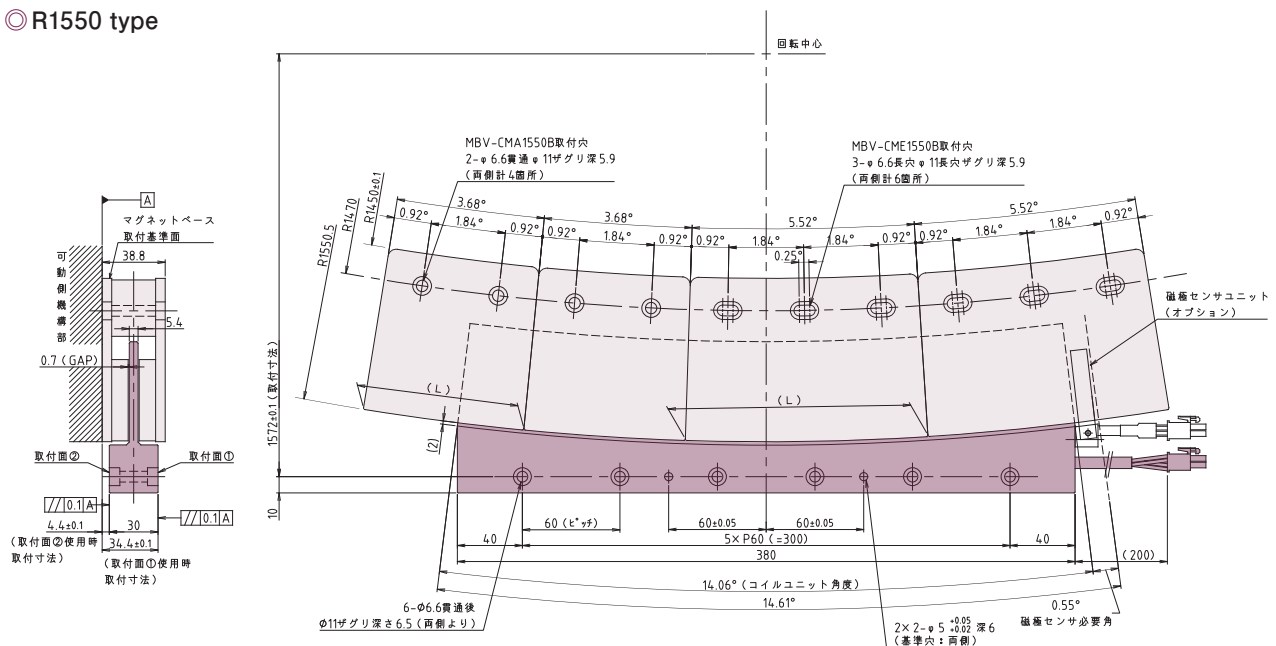 ◎ R1550 type
回転中心
MBV-CMA1550B取付穴
2-φ6.6貫通φ11ザグリ深5.9
(両側計4箇所)
MBV-CME1550B取付穴
3-φ6.6長穴φ11長穴ザグリ深5.9
(両側計6箇所)
R1550.5
R1470
R1450±0.1
3.68°
3.68°
5.52°
5.52°
0.92°
1.84°
0.92°
0.92°
1.84°
0.92°
0.92°
1.84°
1.84°
0.92°
0.92°
1.84°
1.84°
0.92°
0.25°
A
マグネットベース
取付基準面
可動側機構部
38.8
5.4
0.7(GAP)
磁極センサユニット
(オプション)
1572±0.1(取付寸法)
(L)
(L)
(2)
取付面②
取付面①
// 0.1 A
// 0.1 A
4.4±0.1
30
(取付面②使用時
取付寸法)
34.4±0.1
(取付面①使用時
取付寸法)
10
60(ピッチ)
60±0.05
60±0.05
40
5×P60(=300)
40
380
(200)
14.06°(コイルユニット角度)
14.61°
0.55°
磁極センサ必要角
6-Ø6.6貫通後
Ø11ザグリ深さ6.5(両側より)
2×2-φ5 +0.05 +0.02 深6
(基準穴:両側)